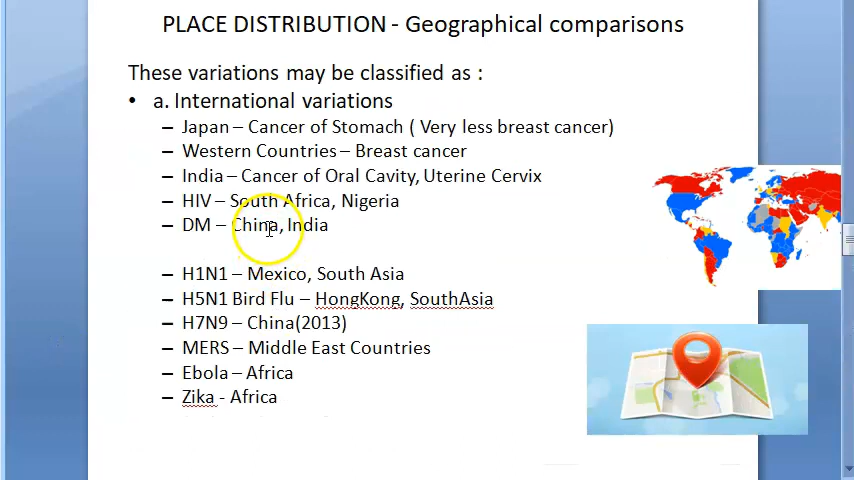 PLACE DISTRIBUTION - Geographical comparisons
These variations may be classified as :
• a. International variations
– Japan – Cancer of Stomach ( Very less breast cancer)
– Western Countries – Breast cancer
– India – Cancer of Oral Cavity, Uterine Cervix
– HIV – South Africa, Nigeria
– DM – China, India
– H1N1 – Mexico, South Asia
– H5N1 Bird Flu – HongKong, SouthAsia
– H7N9 – China(2013)
– MERS – Middle East Countries
– Ebola – Africa
– Zika - Africa